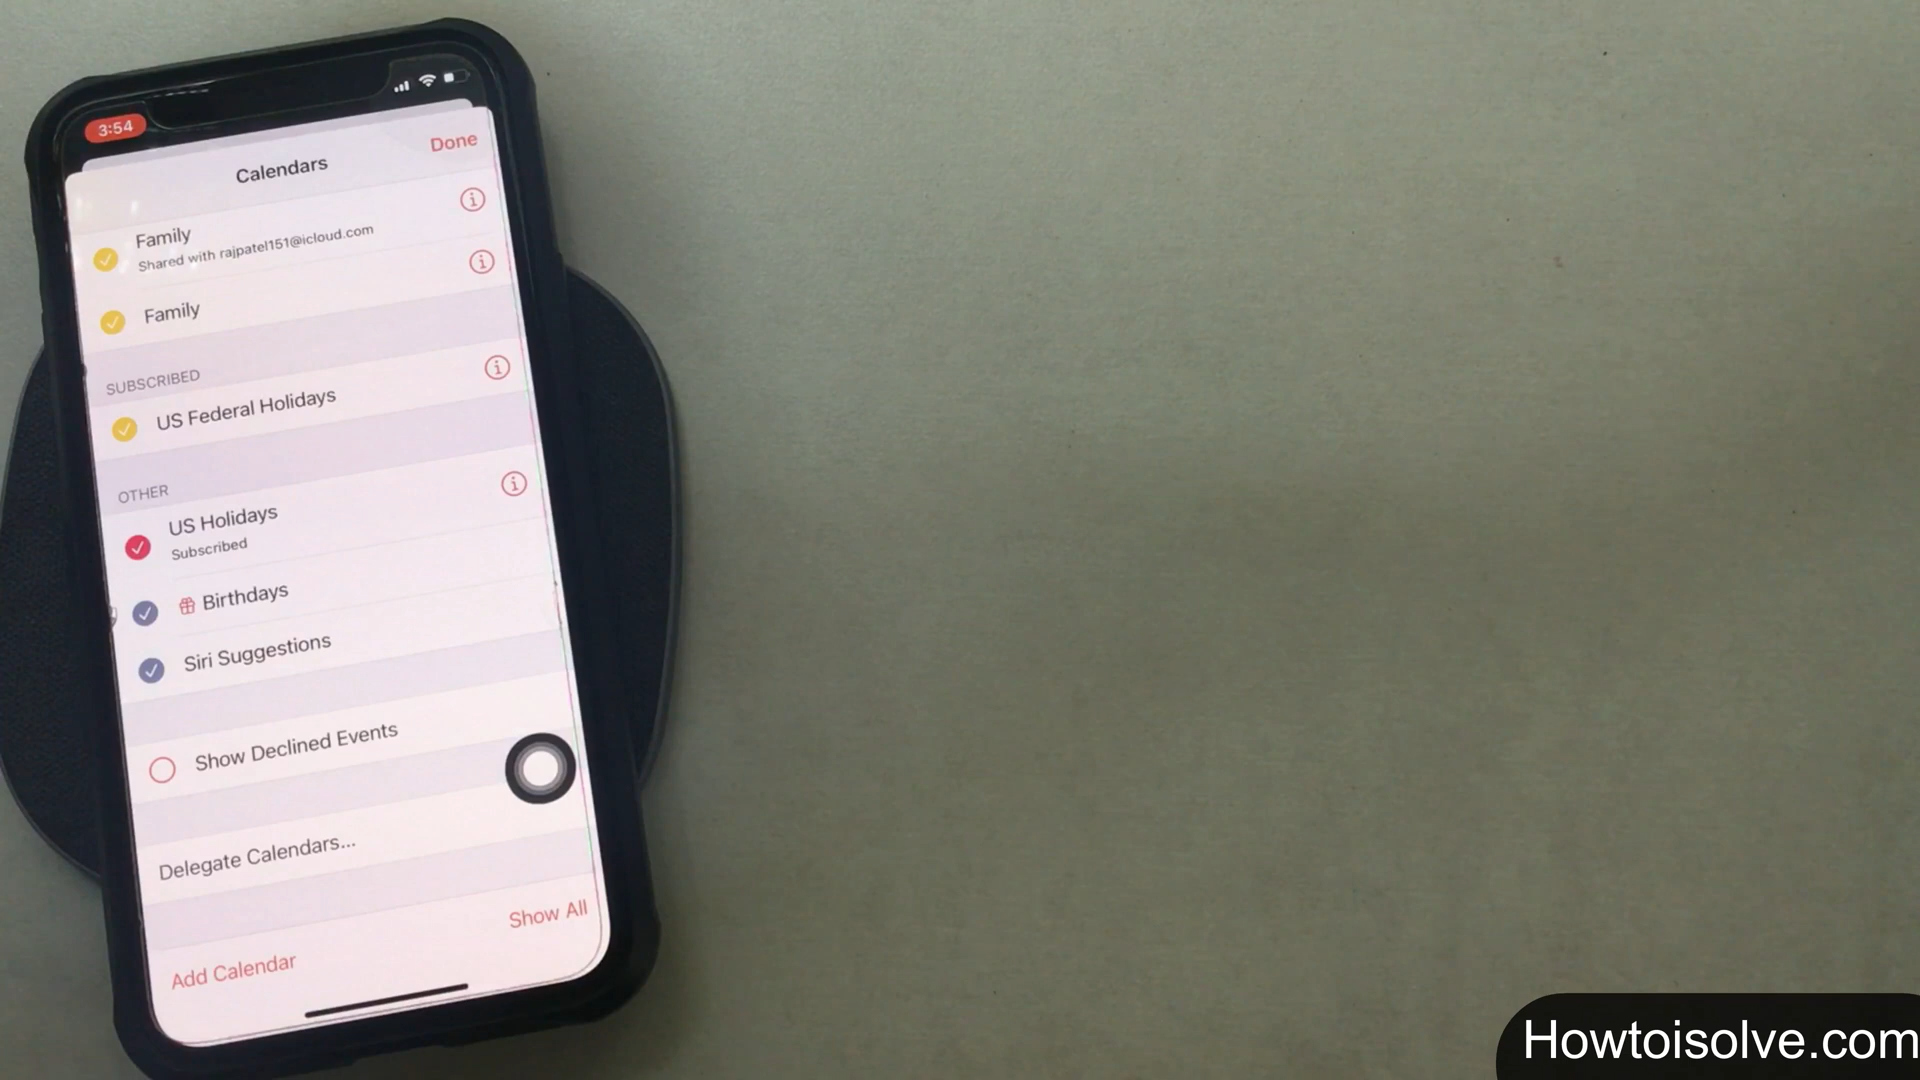 3:54
Calendars
Done
Family
Shared with rajpatel151@icloud.com
Family
SUBSCRIBED
US Federal Holidays
OTHER
US Holidays
Subscribed
Birthdays
Siri Suggestions
Show Declined Events
Delegate Calendars...
Add Calendar
Show All
Howtoisolve.com